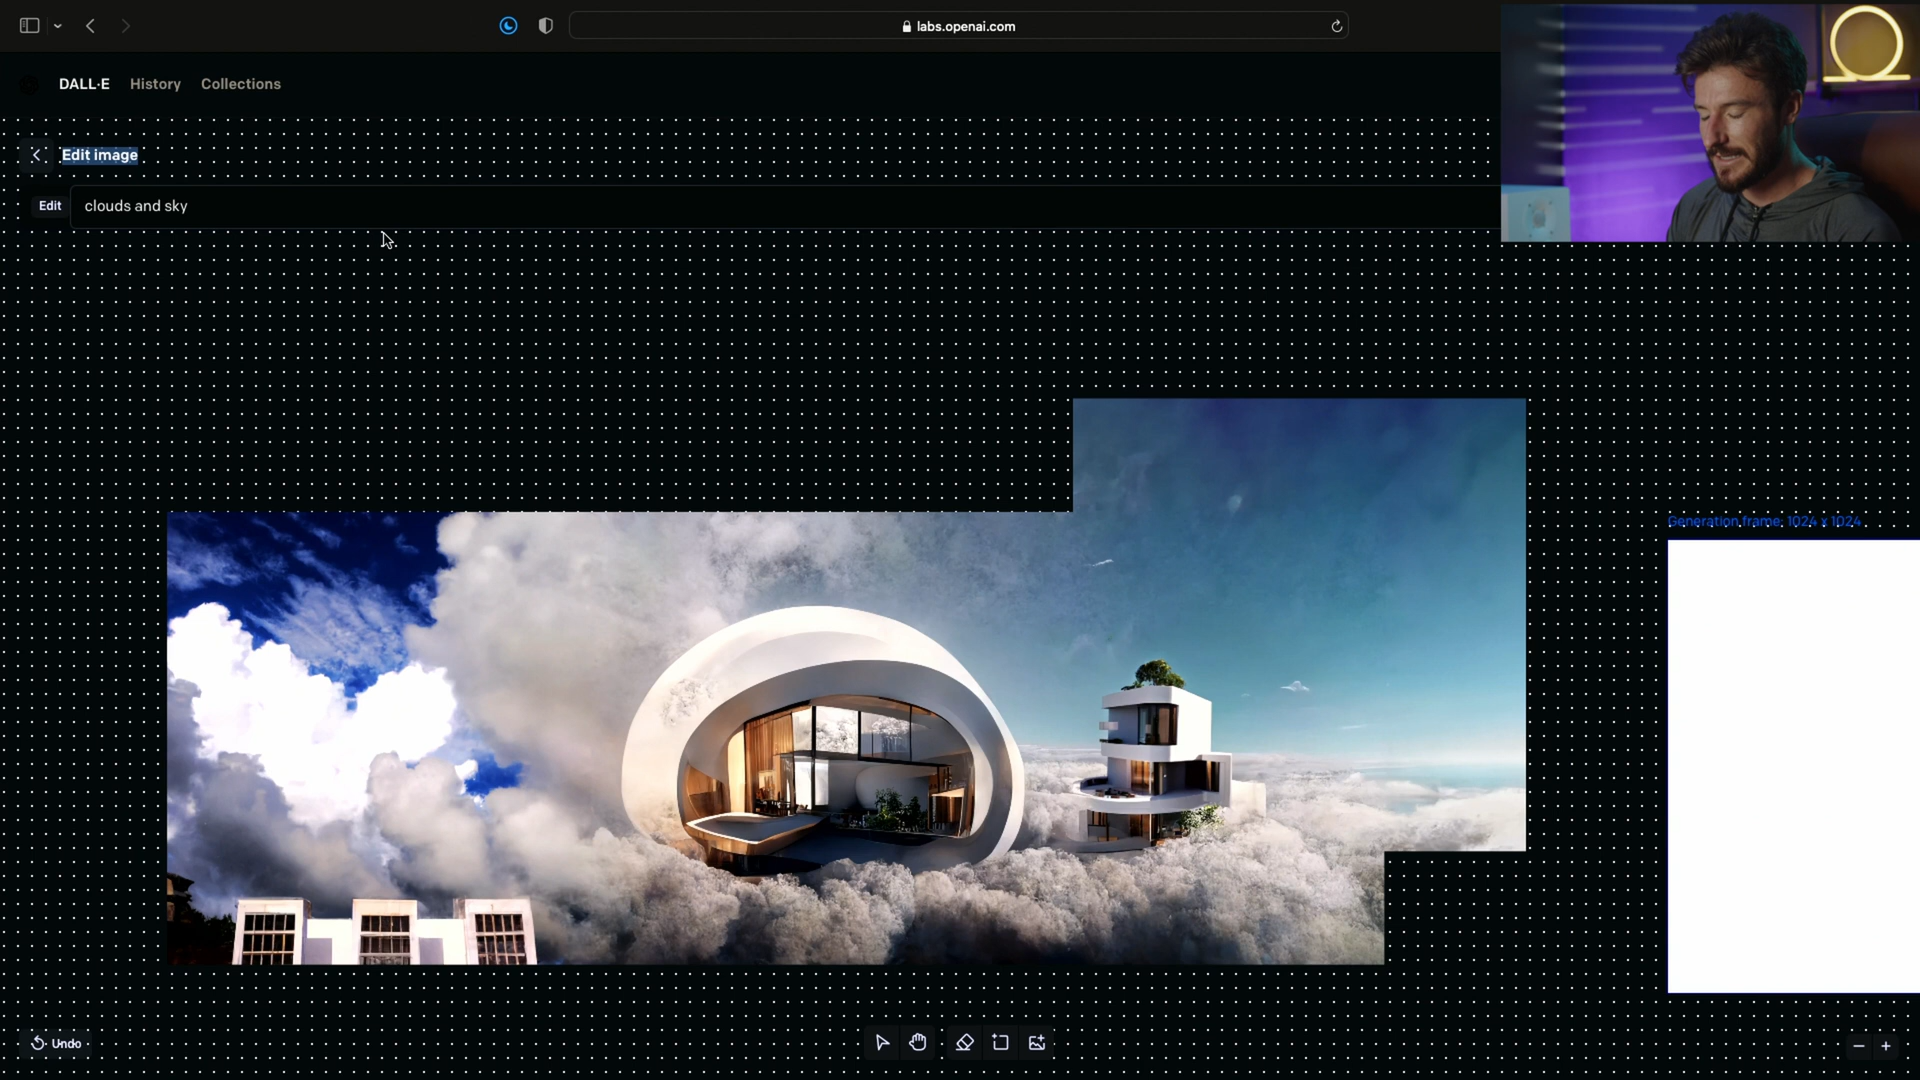 labs.openai.com
DALL·E History Collections
Edit image
Edit clouds and sky
Generation frame: 1024 x 1024
Undo